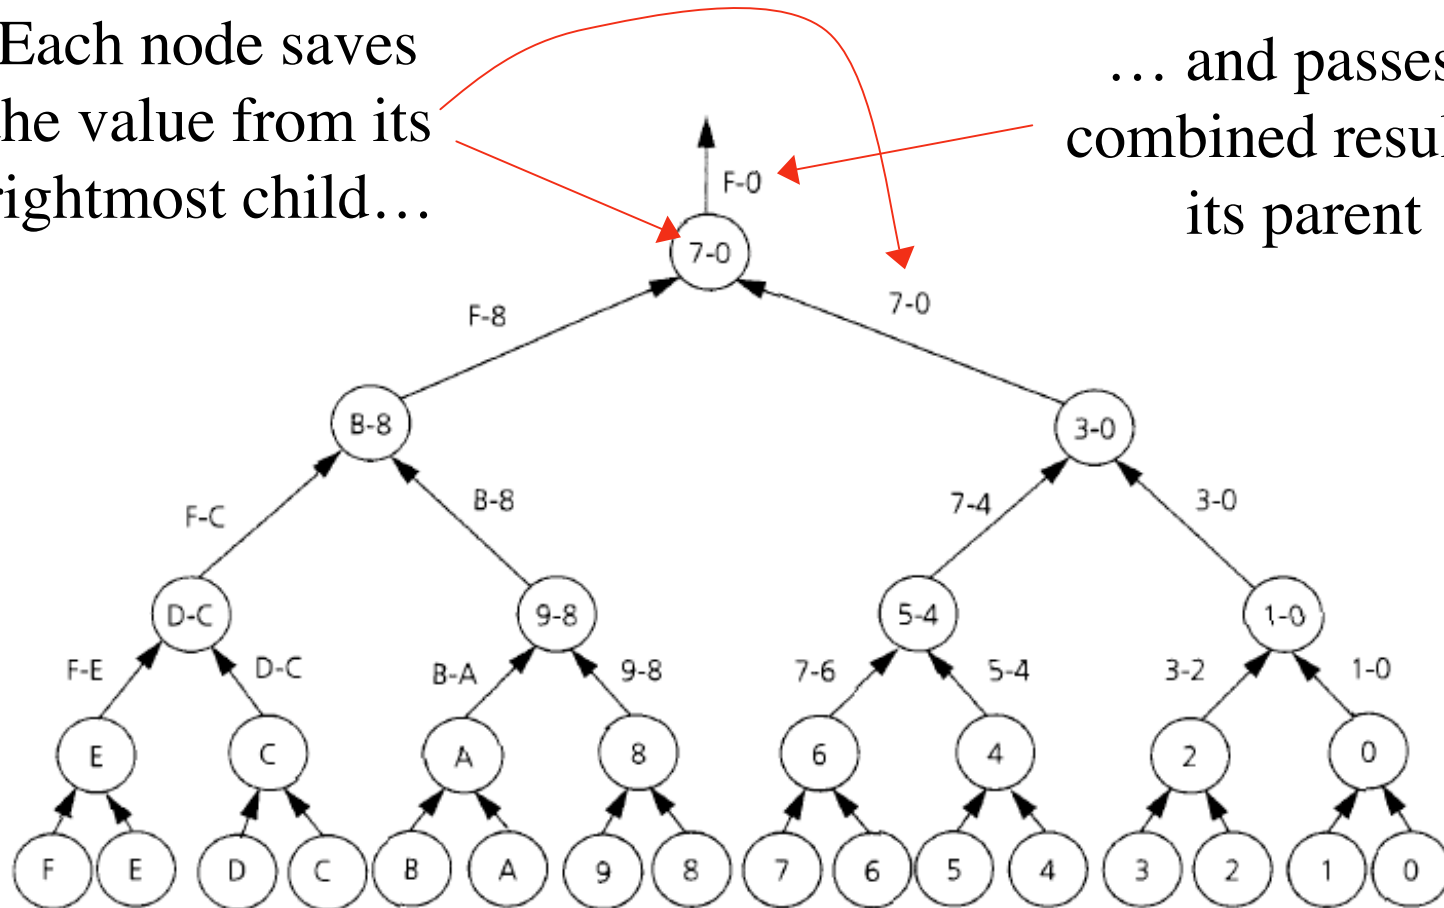 Each node saves
he value from its
rightmost child…
… and passes
combined resul
its parent
F-0
7-0
F-8
7-0
B-8
3-0
F-C
B-8
7-4
3-0
D-C
9-8
5-4
1-0
F-E
D-C
B-A
9-8
7-6
5-4
3-2
1-0
E
C
A
8
6
4
2
0
F
E
D
C
B
A
9
8
7
6
5
4
3
2
1
0